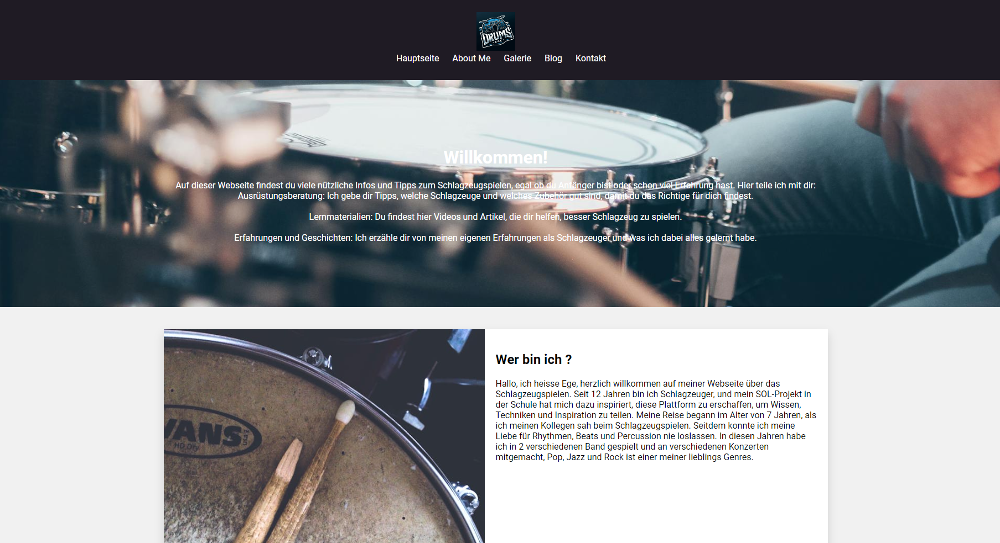 DRUMS
EGE
Hauptseite About Me Galerie Blog Kontakt
Willkommen!
Auf dieser Webseite findest du viele nützliche Infos und Tipps zum Schlagzeugspielen, egal ob du Anfänger bist oder schon viel Erfahrung hast. Hier teile ich mit dir:
Ausrüstungsberatung: Ich gebe dir Tipps, welche Schlagzeuge und welches Zubehör gut sind, damit du das Richtige für dich findest.
Lernmaterialien: Du findest hier Videos und Artikel, die dir helfen, besser Schlagzeug zu spielen.
Erfahrungen und Geschichten: Ich erzähle dir von meinen eigenen Erfahrungen als Schlagzeuger und was ich dabei alles gelernt habe.
VANS
USA
HD Dry
Wer bin ich ?
Hallo, ich heisse Ege, herzlich willkommen auf meiner Webseite über das
Schlagzeugspielen. Seit 12 Jahren bin ich Schlagzeuger, und mein SOL-Projekt in
der Schule hat mich dazu inspiriert, diese Plattform zu erschaffen, um Wissen,
Techniken und Inspiration zu teilen. Meine Reise begann im Alter von 7 Jahren, als
ich meinen Kollegen sah beim Schlagzeugspielen. Seitdem konnte ich meine
Liebe für Rhythmen, Beats und Percussion nie loslassen. In diesen Jahren habe
ich in 2 verschiedenen Band gespielt und an verschiedenen Konzerten
mitgemacht, Pop, Jazz und Rock ist einer meiner lieblings Genres.